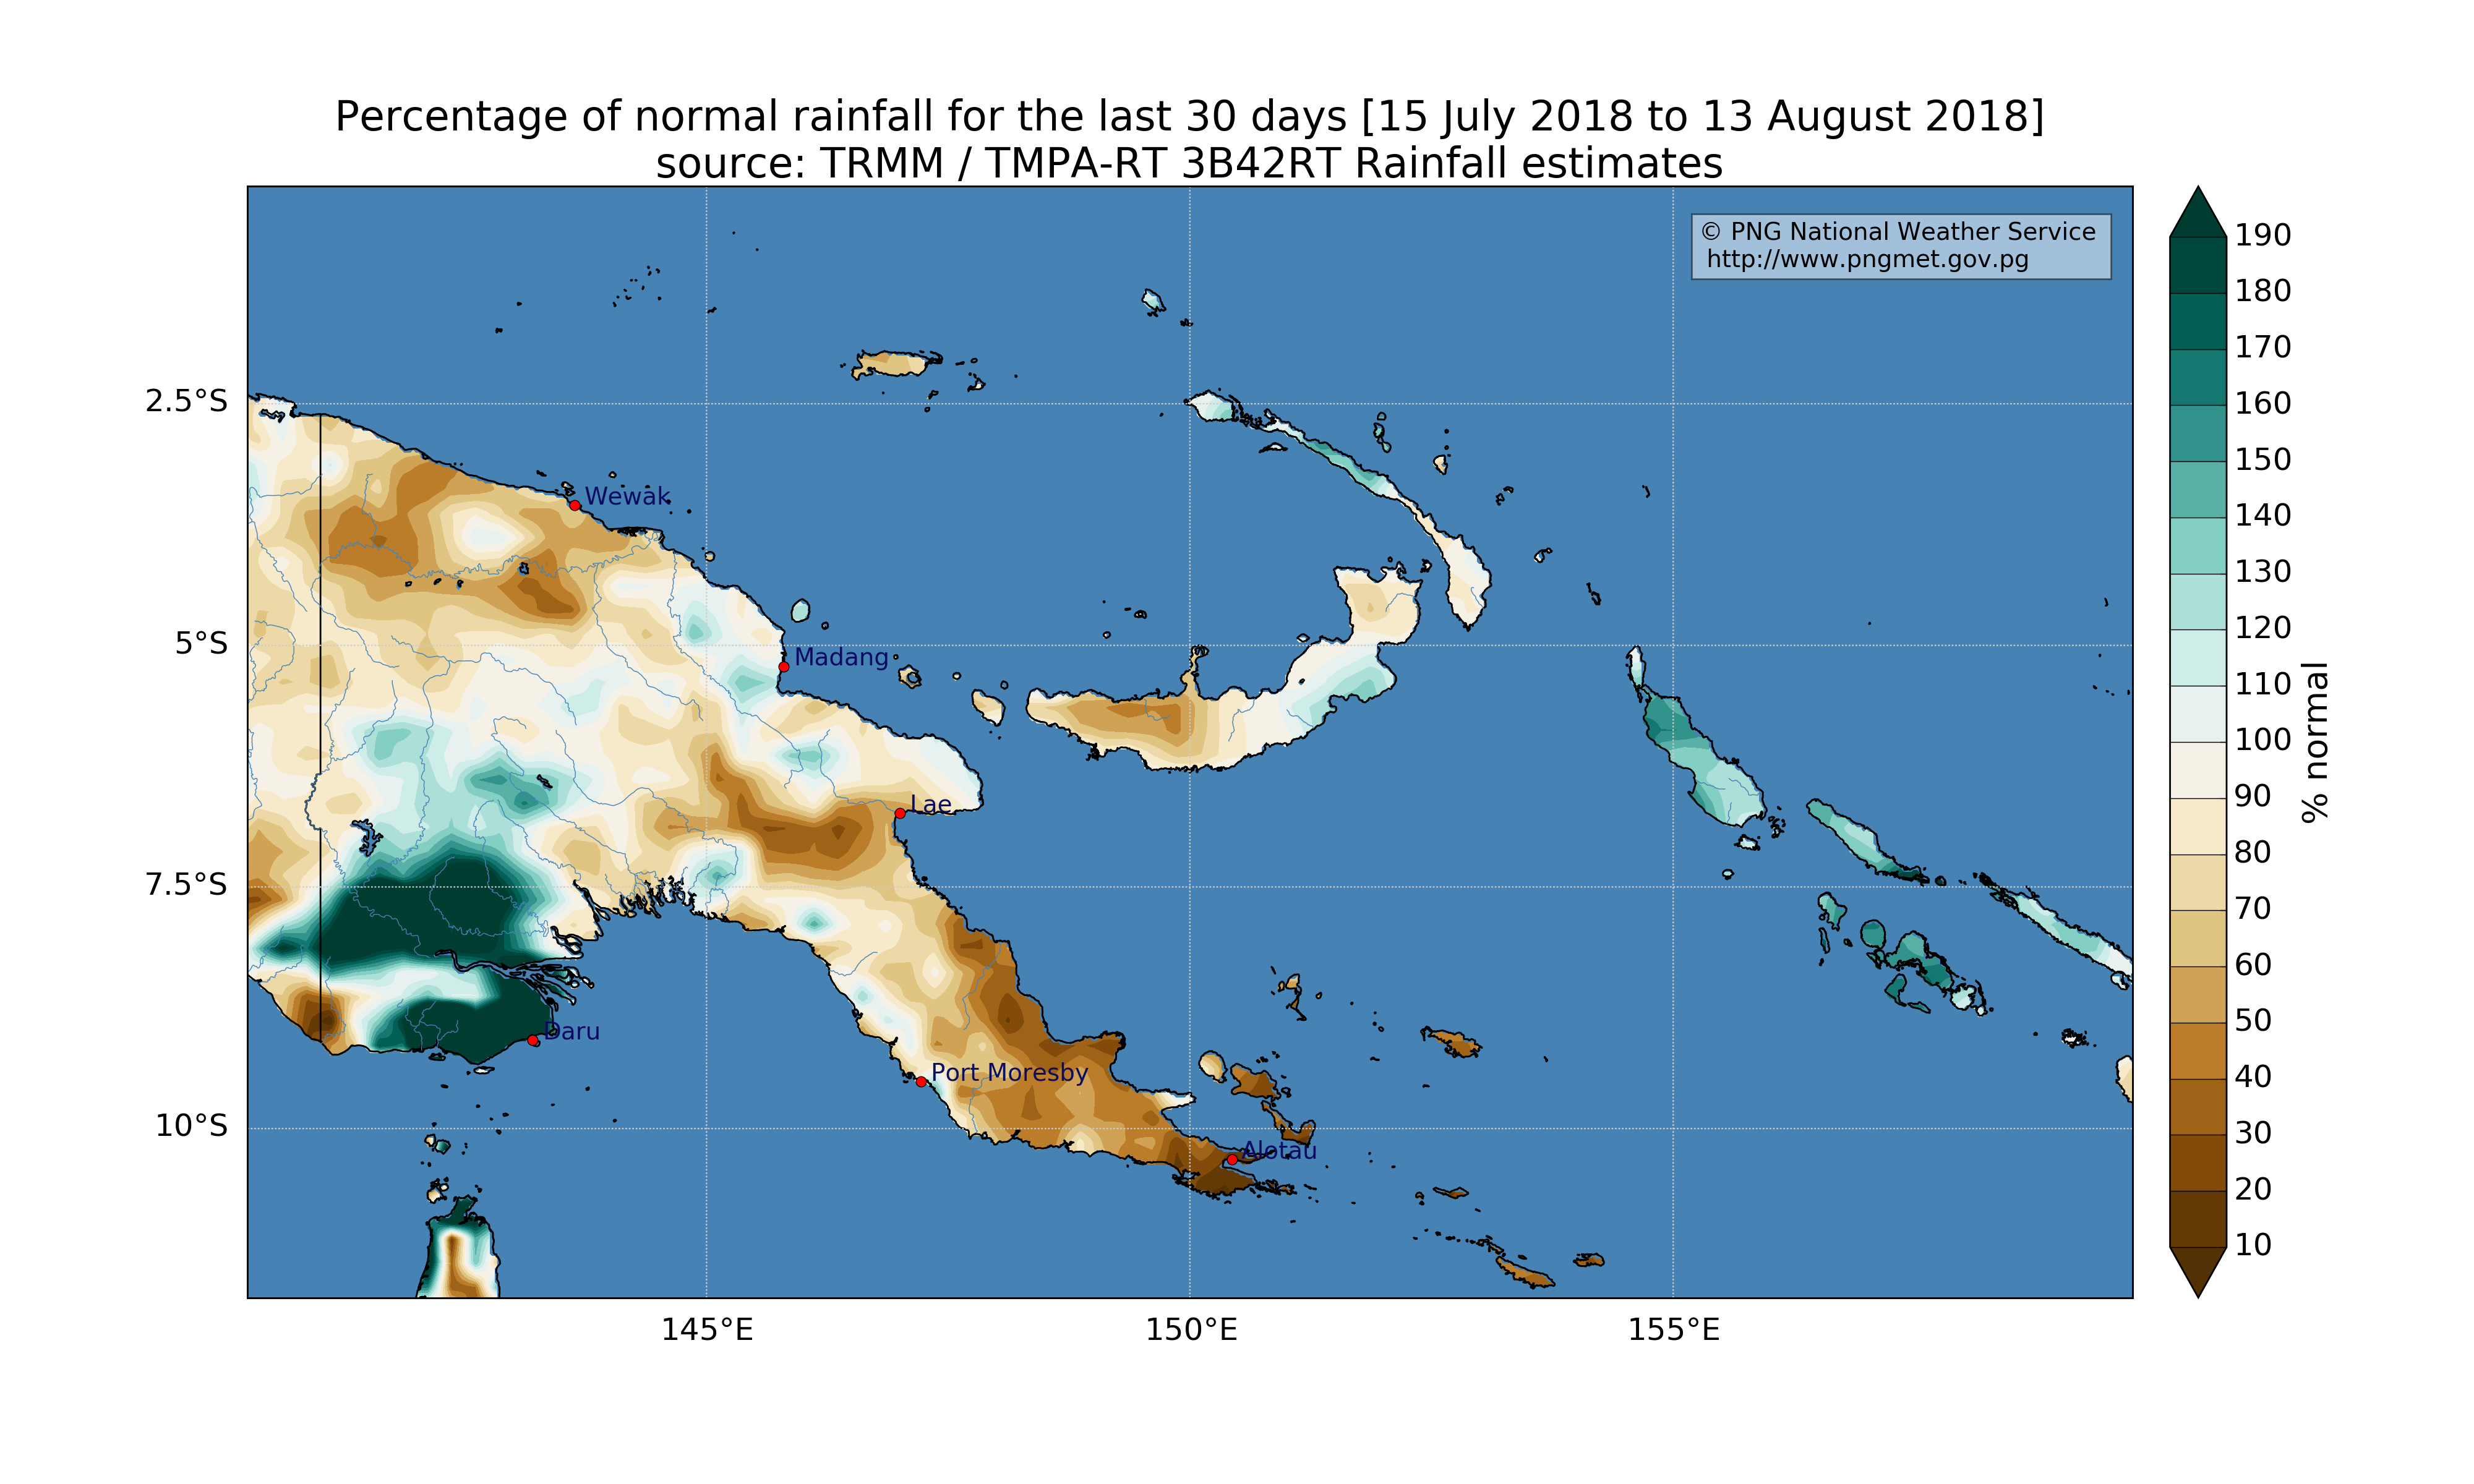 Percentage of normal rainfall for the last 30 days [15 July 2018 to 13 August 2018]
source: TRMM / TMPA-RT 3B42RT Rainfall estimates
© PNG National Weather Service
http://www.pngmet.gov.pg
2.5°S
5°S
7.5°S
10°S
145°E
150°E
155°E
Wewak
Madang
Lae
Daru
Port Moresby
Alotau
190
180
170
160
150
140
130
120
110
100
90
80
70
60
50
40
30
20
10
% normal